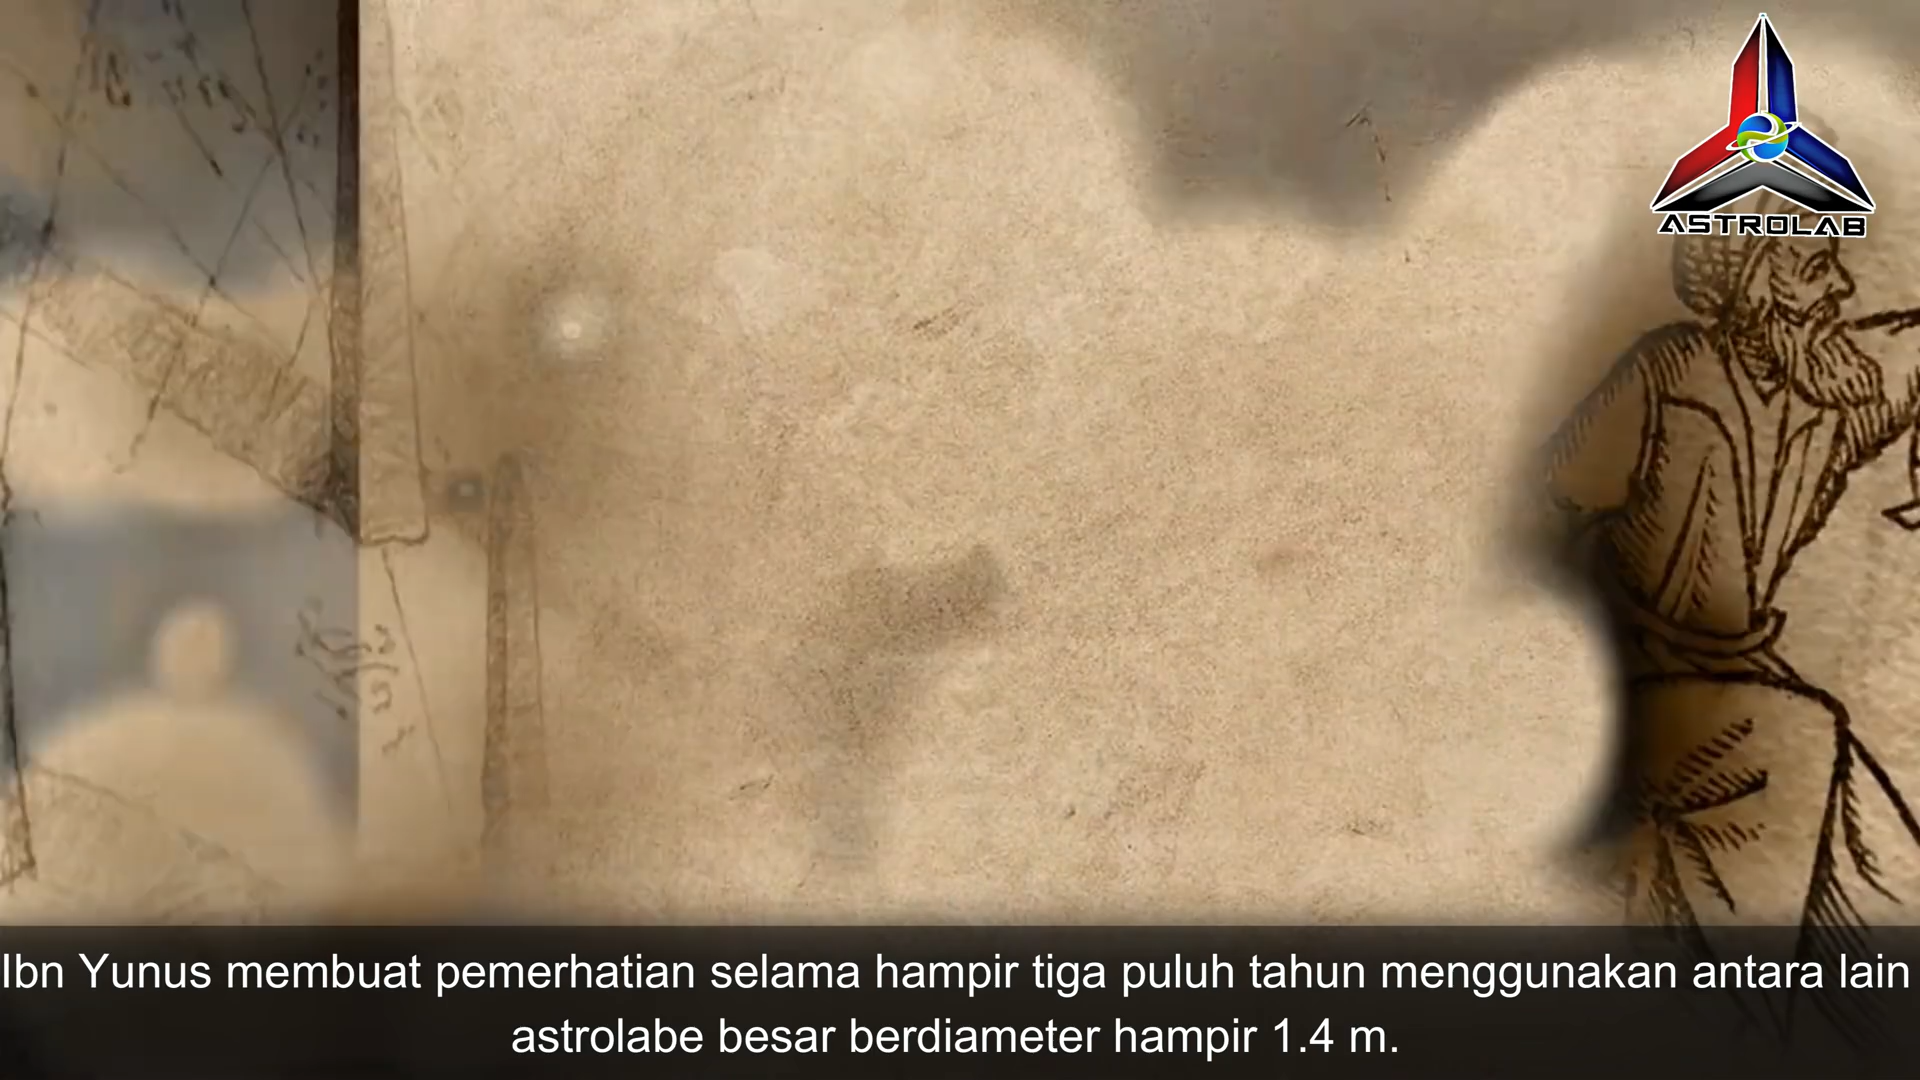 ASTROLAB
Ibn Yunus membuat pemerhatian selama hampir tiga puluh tahun menggunakan antara lain
astrolabe besar berdiameter hampir 1.4 m.